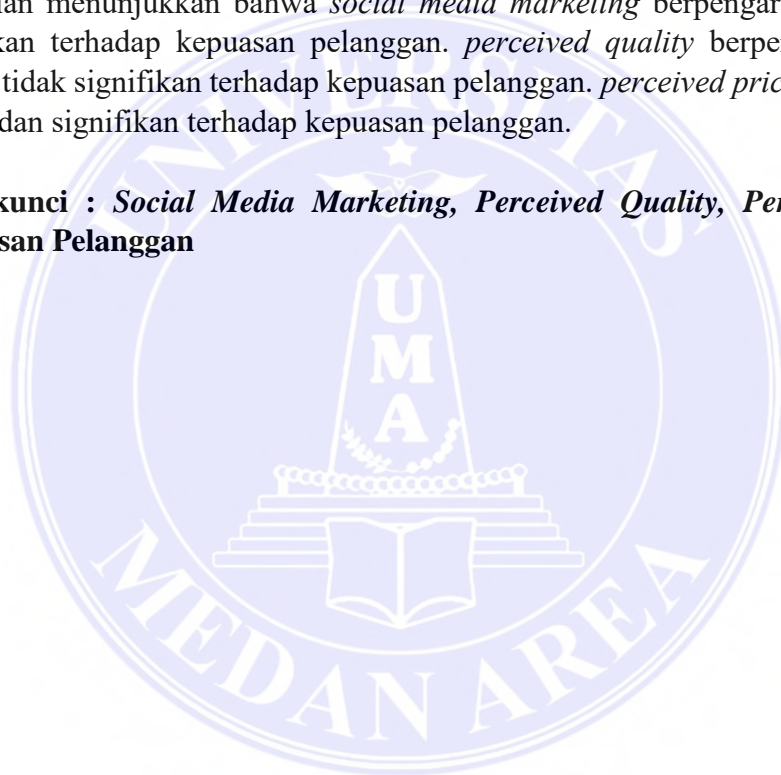 menunjukkan bahwa social media marketing
terhadap kepuasan pelanggan. perceived quality
tidak signifikan terhadap kepuasan pelanggan. perceived
dan signifikan terhadap kepuasan pelanggan.
: Social Media Marketing, Perceived Quality,
Pelanggan
UNIVERSITAS
UMA
MEDAN AREA